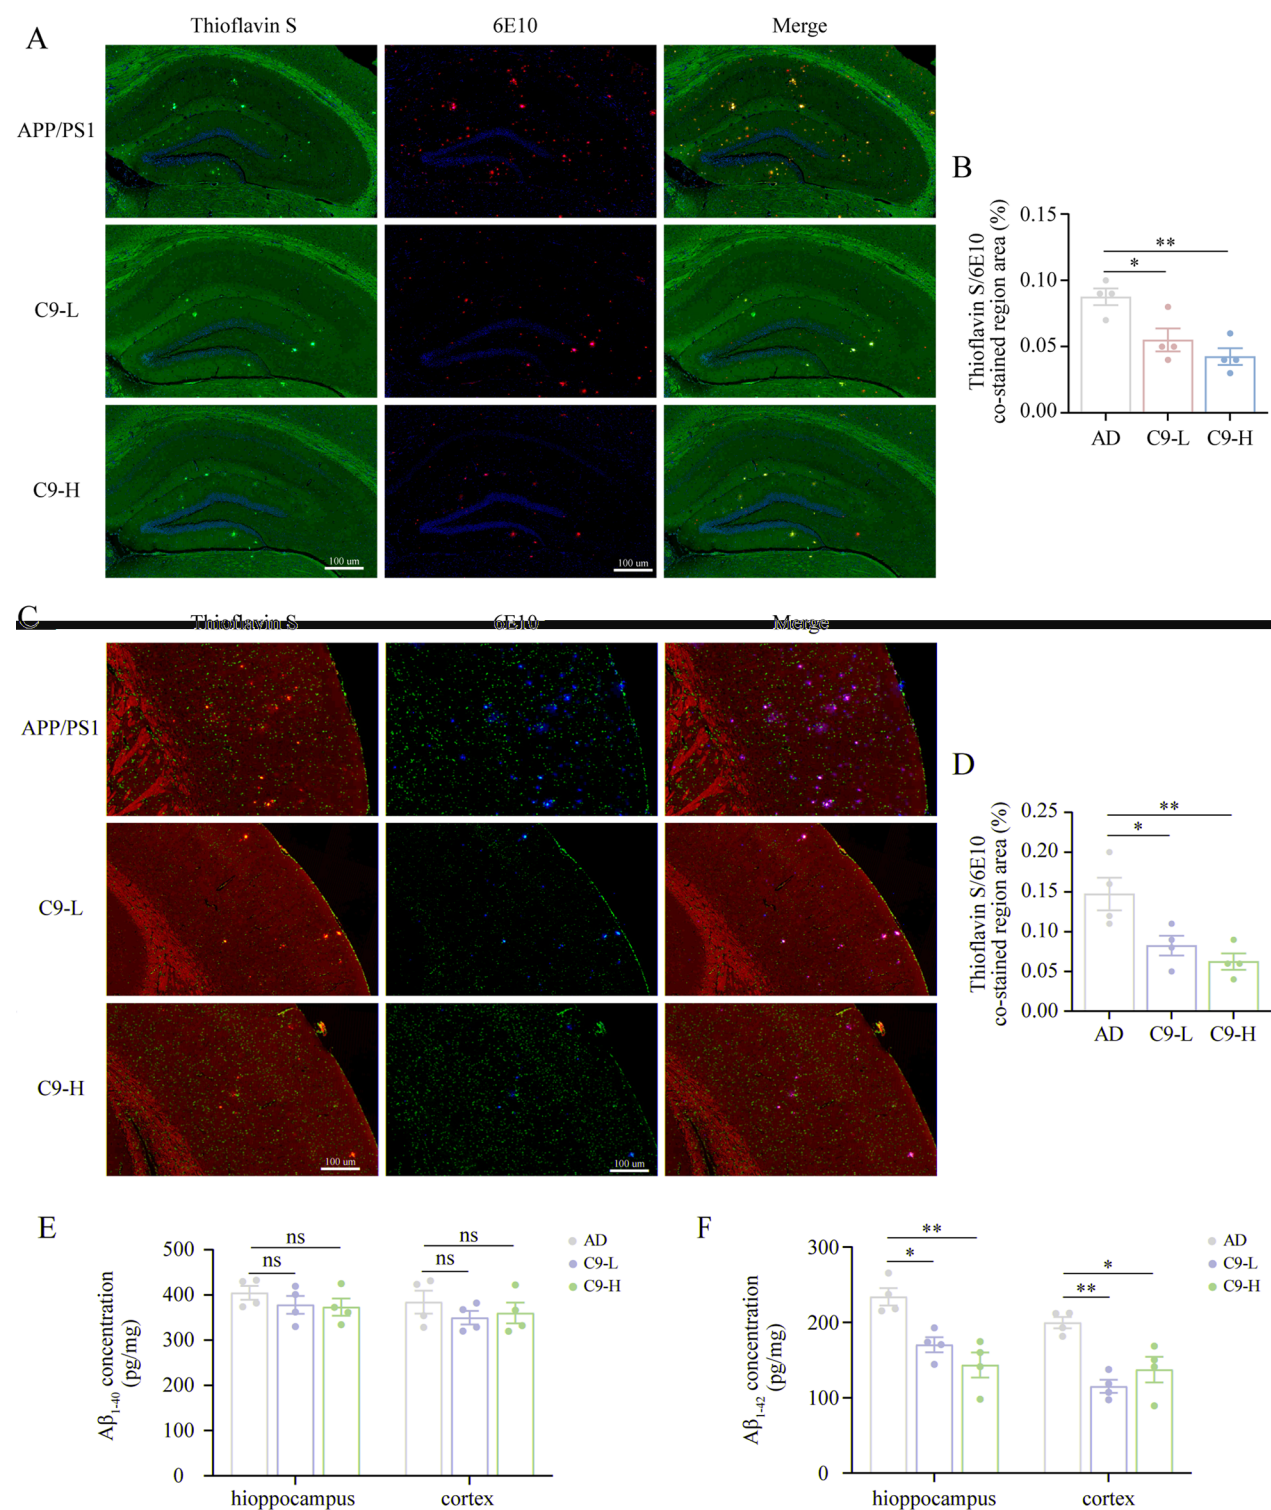 A
Thioflavin S
6E10
Merge
APP/PS1
C9-L
C9-H
100 um
100 um
B
Thioflavin S/6E10
co-stained region area (%)
0.15
0.10
0.05
0.00
**
*
AD
C9-L
C9-H
C
Thioflavin S
6E10
Merge
APP/PS1
C9-L
C9-H
100 um
100 um
D
Thioflavin S/6E10
co-stained region area (%)
0.25
0.20
0.15
0.10
0.05
0.00
**
*
AD
C9-L
C9-H
E
Aβ1-40 concentration
(pg/mg)
500
400
300
200
100
0
ns
ns
ns
ns
AD
C9-L
C9-H
hioppocampus
cortex
F
Aβ1-42 concentration
(pg/mg)
300
200
100
0
**
*
*
**
AD
C9-L
C9-H
hioppocampus
cortex